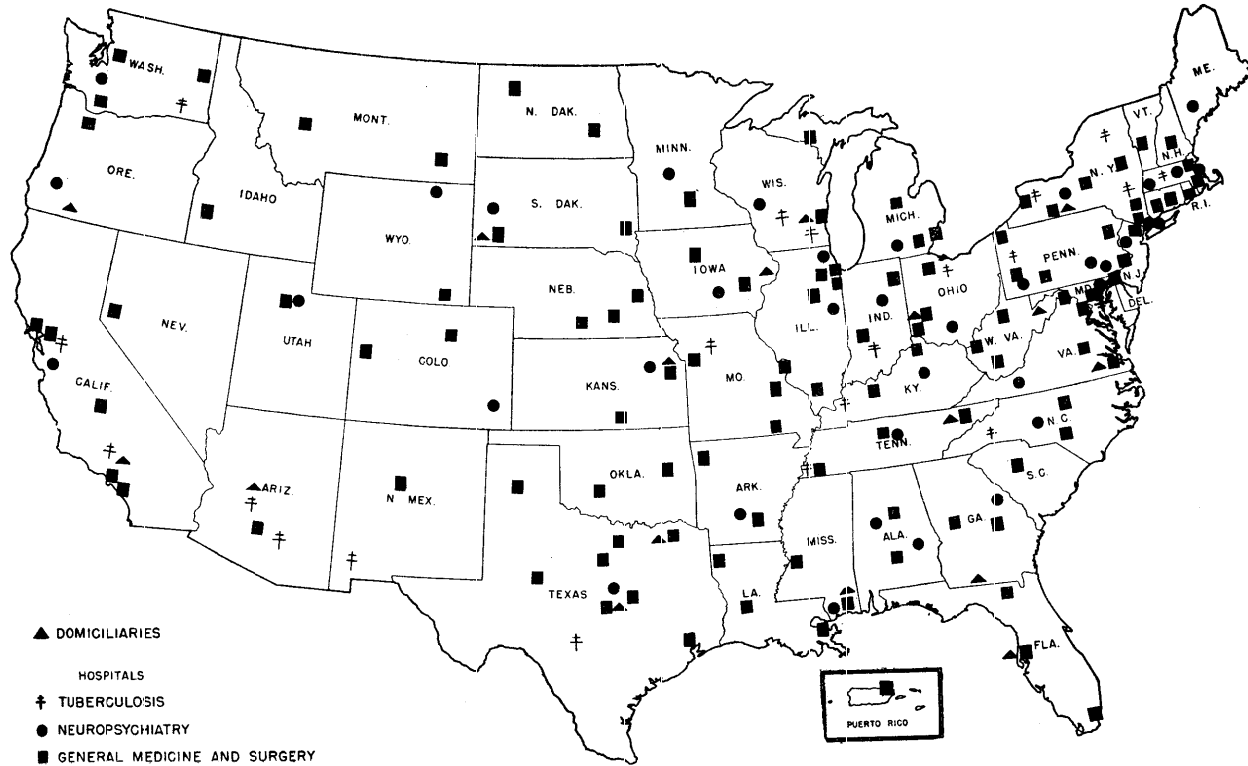 ME.
WASH.
VT.
MONT.
N. DAK.
MINN.
N.H.
ORE.
N.Y.
IDAHO
WIS.
S. DAK.
MICH.
R.I.
WYO.
PENN.
IOWA
N.J.
NEB.
OHIO
MD.
DEL.
NEV.
UTAH
ILL.
IND.
W. VA.
COLO.
VA.
CALIF.
KANS.
MO.
KY.
N.C.
TENN.
OKLA.
S.C.
ARIZ.
N MEX.
ARK.
GA.
MISS.
ALA.
TEXAS
LA.
FLA.
DOMICILIARIES
HOSPITALS
TUBERCULOSIS
NEUROPSYCHIATRY
GENERAL MEDICINE AND SURGERY
PUERTO RICO